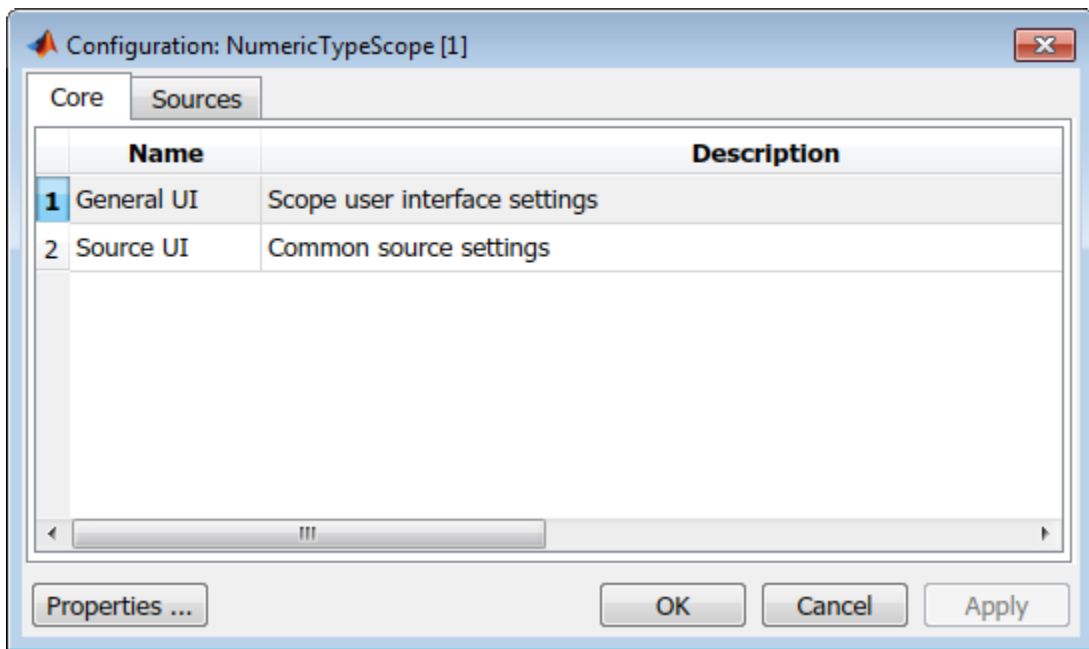 Configuration: NumericTypeScope [1]
Core Sources
Name Description
1 General UI Scope user interface settings
2 Source UI Common source settings
Properties ... OK Cancel Apply